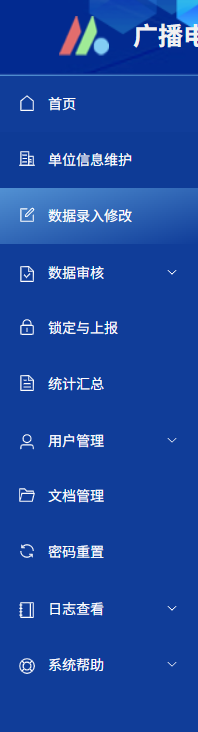 广播电
首页
单位信息维护
数据录入修改
数据审核
锁定与上报
统计汇总
用户管理
文档管理
密码重置
日志查看
系统帮助